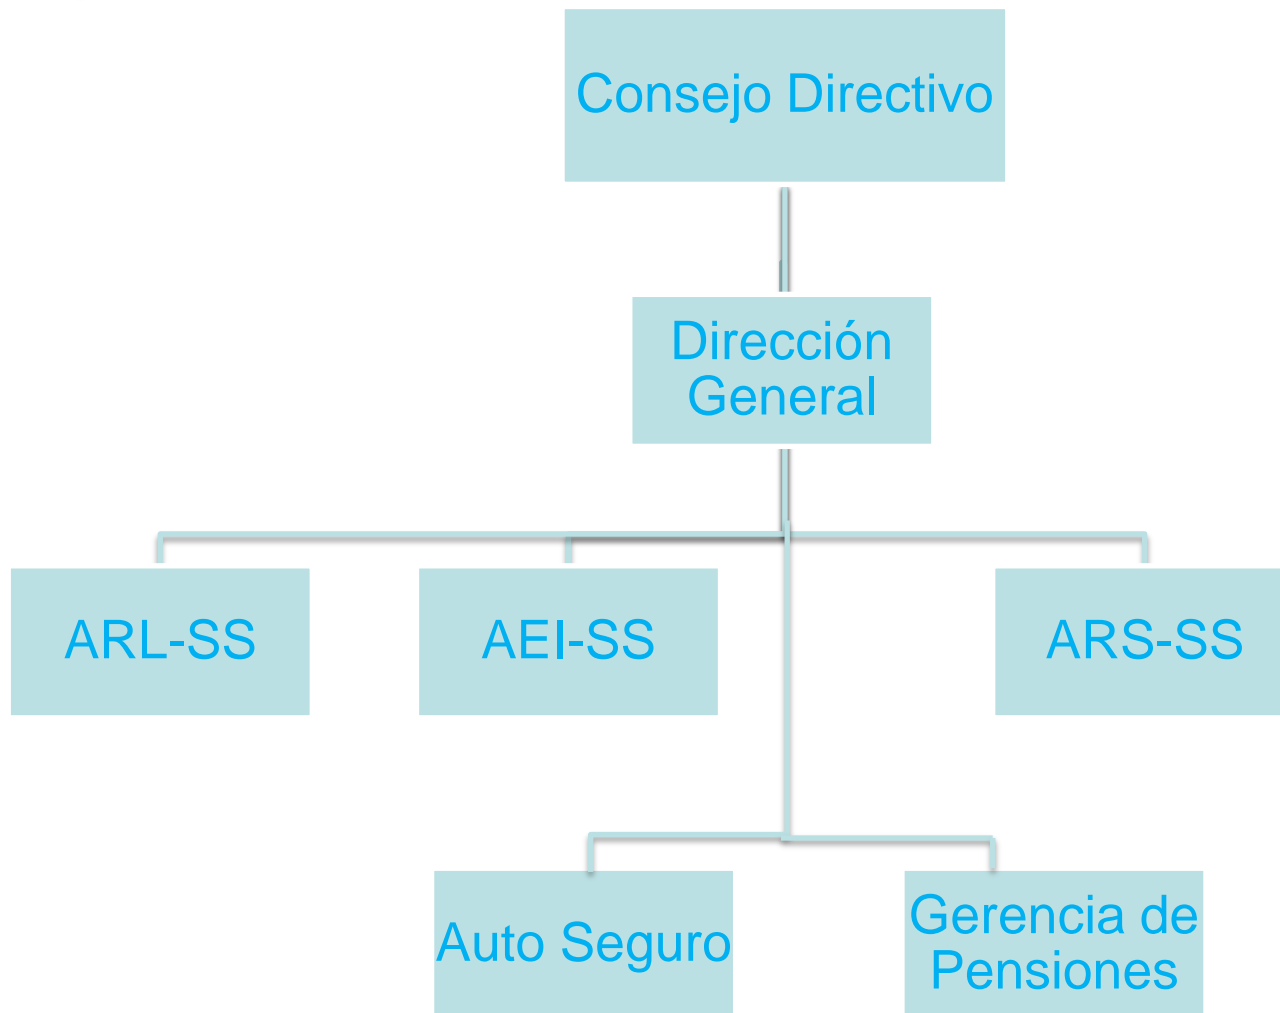 Consejo Directivo
Dirección
General
ARL-SS
AEI-SS
ARS-SS
Auto Seguro
Gerencia de
Pensiones